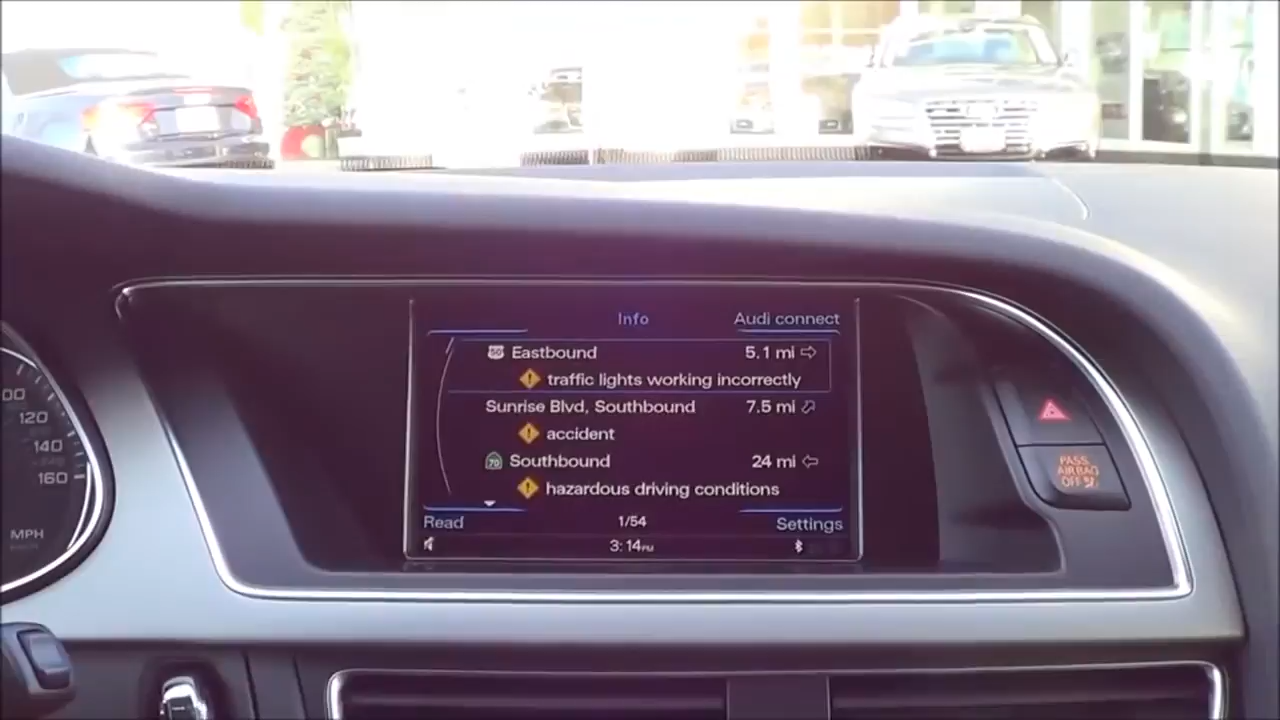 Info
Audi connect
50 Eastbound 5.1 mi
traffic lights working incorrectly
Sunrise Blvd, Southbound 7.5 mi
accident
70 Southbound 24 mi
hazardous driving conditions
Read 1/54 Settings
3:14PM
120
140
160
MPH
PASS
AIRBAG
OFF